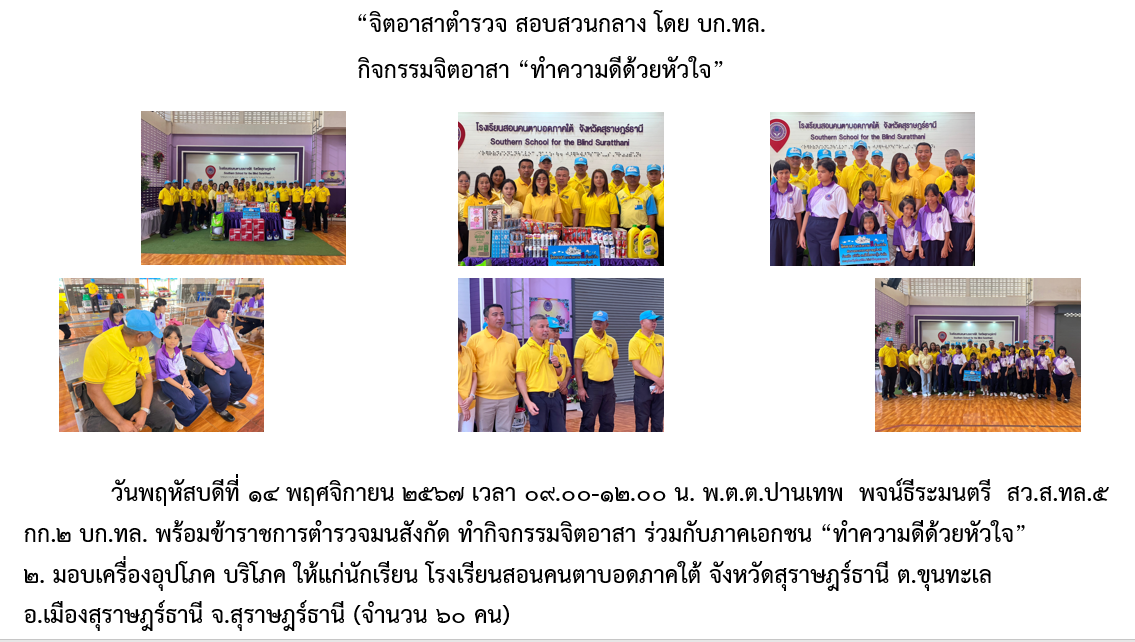 “จิตอาสาตำรวจ สอบสวนกลาง โดย บก.ทล.
กิจกรรมจิตอาสา “ทำความดีด้วยหัวใจ”
โรงเรียนสอนคนตาบอดภาคใต้ จังหวัดสุราษฎร์ธานี
Southern School for the Blind Suratthani
โรงเรียนสอนคนตาบอดภาคใต้ จังหวัดสุราษฎร์ธานี
Southern School for the Blind Suratthani
วันพฤหัสบดีที่ ๑๔ พฤศจิกายน ๒๕๖๗ เวลา ๐๙.๐๐-๑๒.๐๐ น. พ.ต.ต.ปานเทพ พจน์ธีระมนตรี สว.ส.ทล.๕
กก.๒ บก.ทล. พร้อมข้าราชการตำรวจมนสังกัด ทำกิจกรรมจิตอาสา ร่วมกับภาคเอกชน “ทำความดีด้วยหัวใจ”
๒. มอบเครื่องอุปโภค บริโภค ให้แก่นักเรียน โรงเรียนสอนคนตาบอดภาคใต้ จังหวัดสุราษฎร์ธานี ต.ขุนทะเล
อ.เมืองสุราษฎร์ธานี จ.สุราษฎร์ธานี (จำนวน ๖๐ คน)